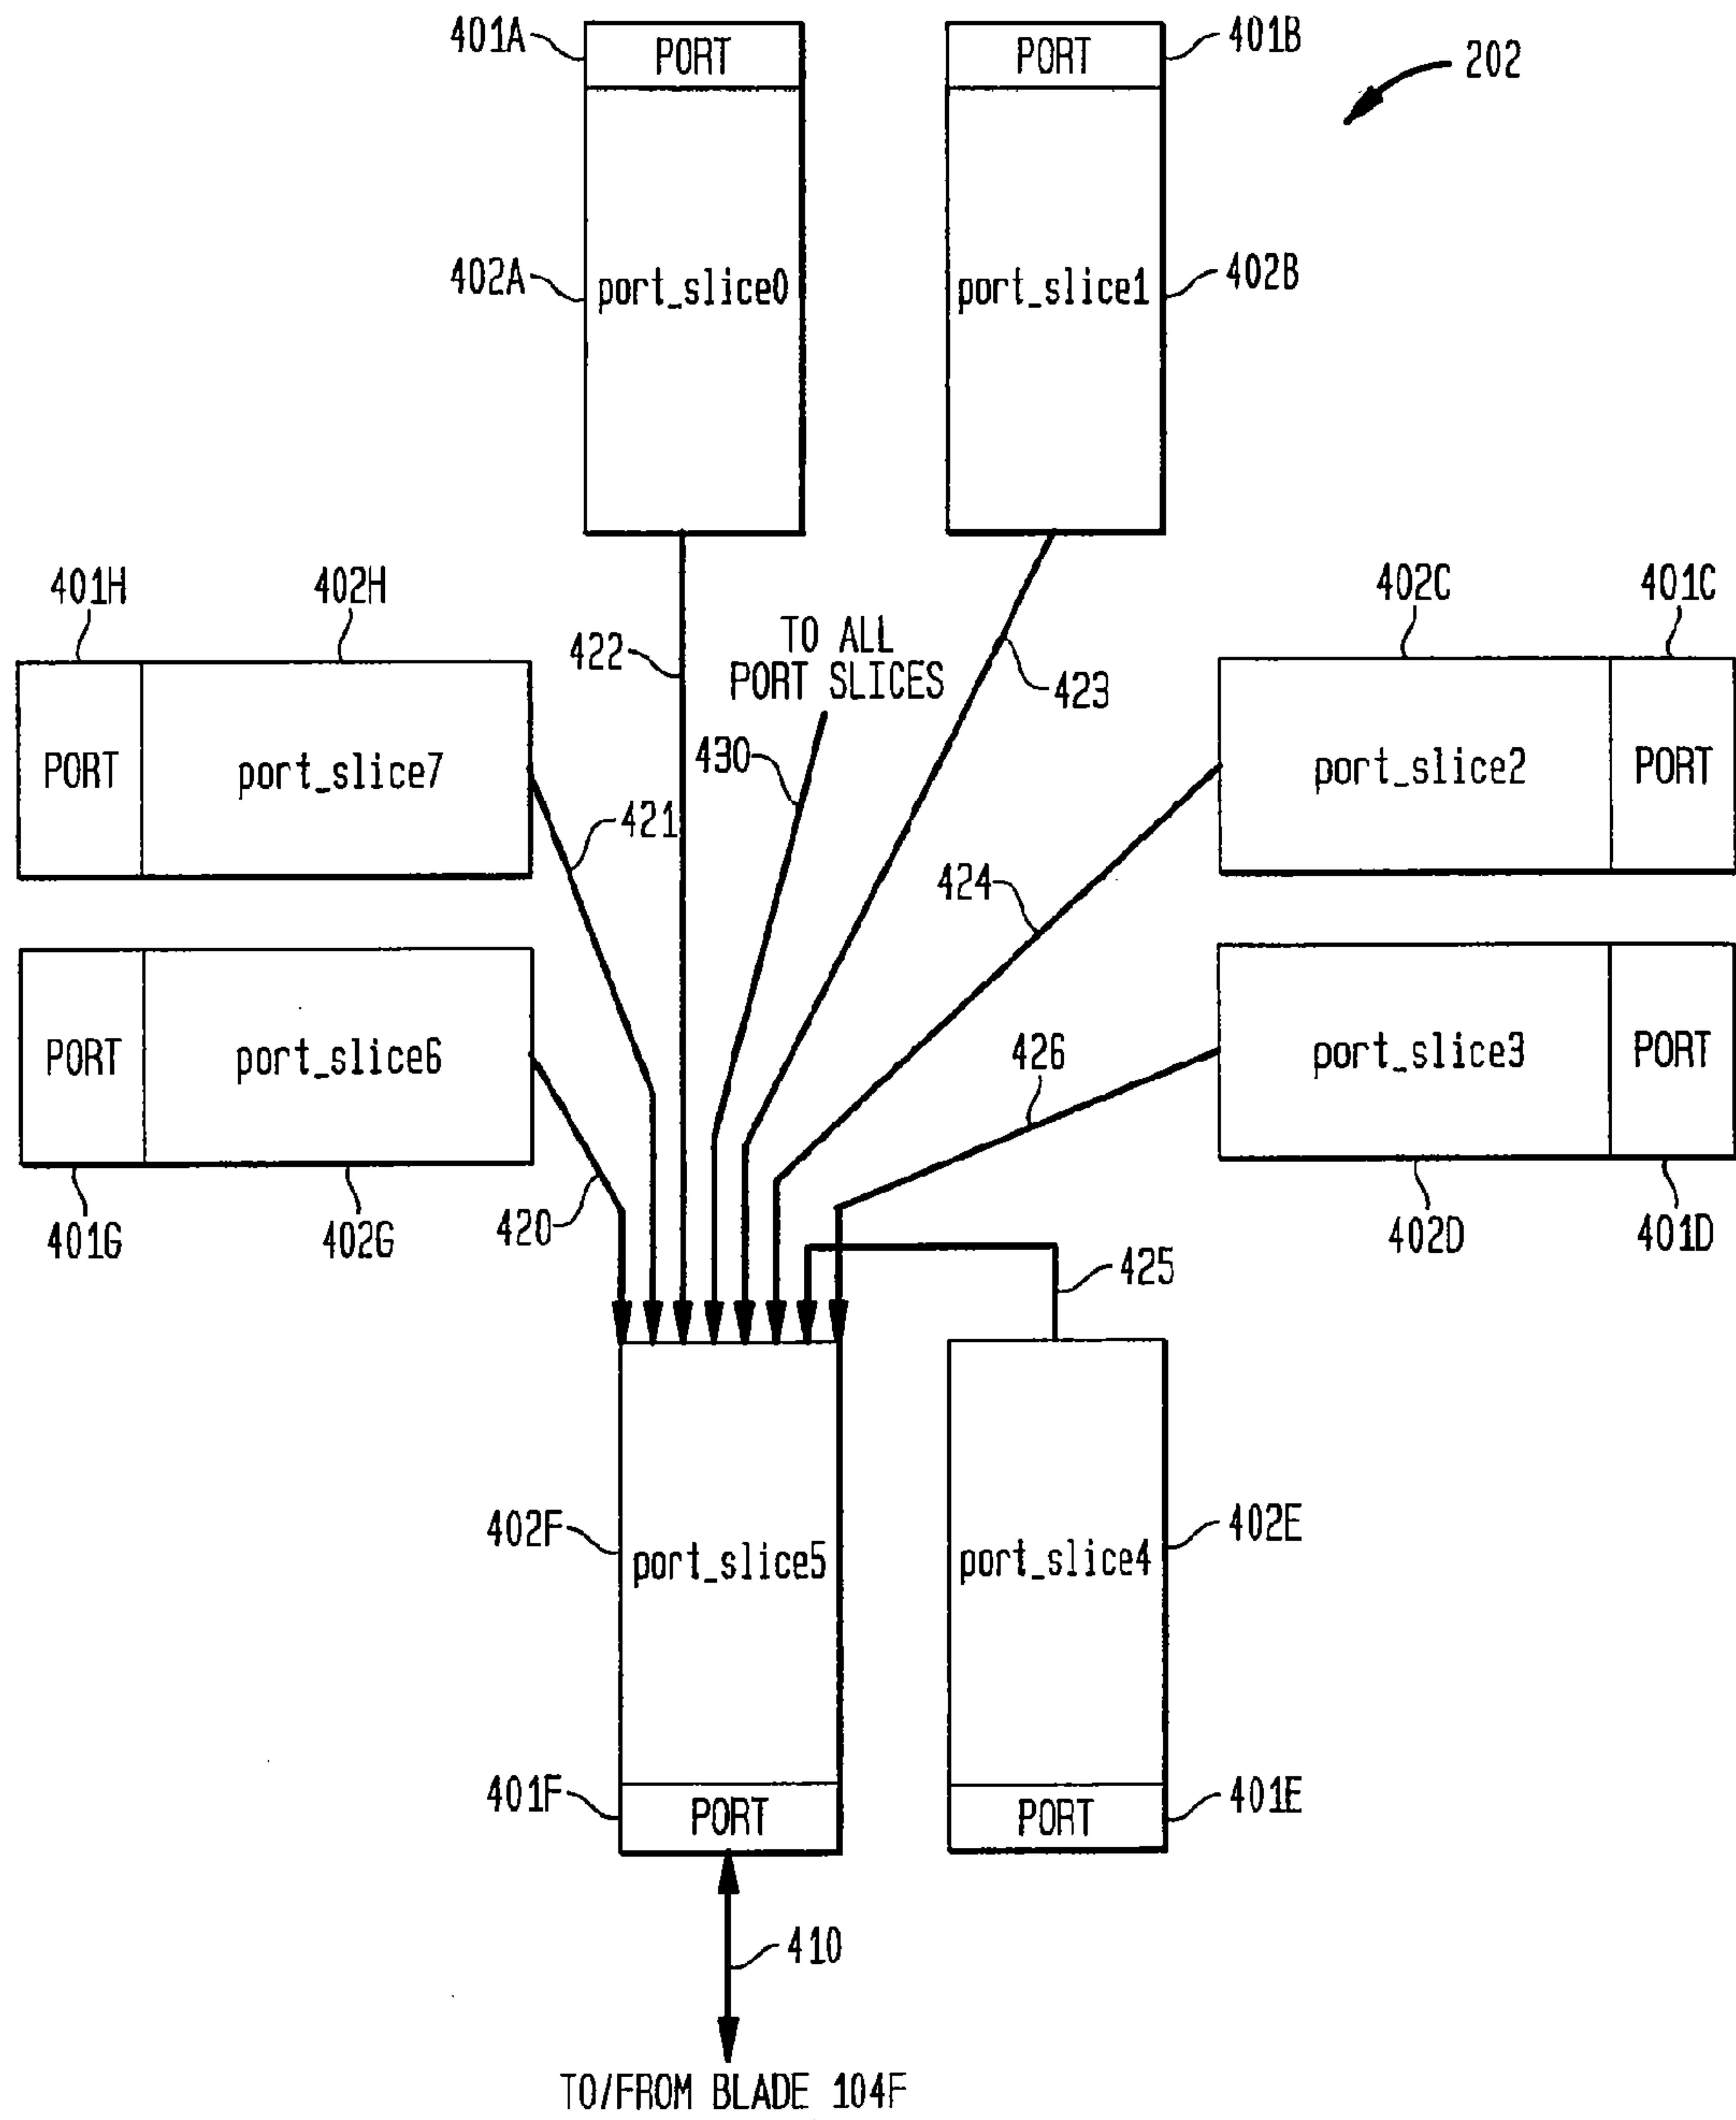 401A
PORT
PORT
401B
202
402A
port_slice0
port_slice1
402B
401H
402H
402C
401C
422
TO ALL
PORT SLICES
423
PORT
port_slice7
430
port_slice2
PORT
421
424
PORT
port_slice6
426
port_slice3
PORT
401G
402G
420
402D
401D
425
402F
port_slice5
port_slice4
402E
401F
PORT
PORT
401E
410
TO/FROM BLADE 104F